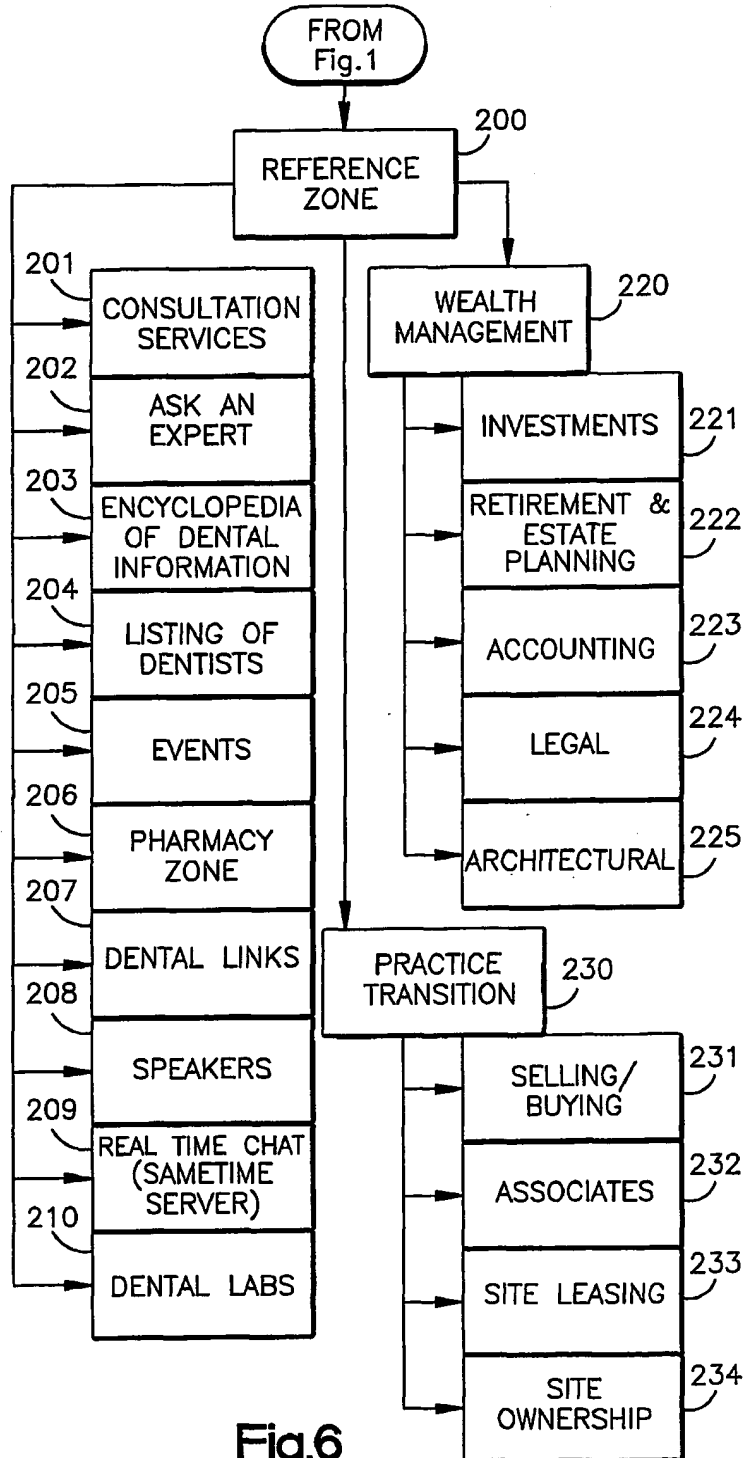 FROM
Fig.1
200
REFERENCE
ZONE
201
CONSULTATION
SERVICES
202
ASK AN
EXPERT
203
ENCYCLOPEDIA
OF DENTAL
INFORMATION
204
LISTING OF
DENTISTS
205
EVENTS
206
PHARMACY
ZONE
207
DENTAL LINKS
208
SPEAKERS
209
REAL TIME CHAT
(SAMETIME
SERVER)
210
DENTAL LABS
WEALTH
MANAGEMENT
220
INVESTMENTS
221
RETIREMENT &
ESTATE
PLANNING
222
ACCOUNTING
223
LEGAL
224
ARCHITECTURAL
225
PRACTICE
TRANSITION
230
SELLING/
BUYING
231
ASSOCIATES
232
SITE LEASING
233
SITE
OWNERSHIP
234
Fig.6